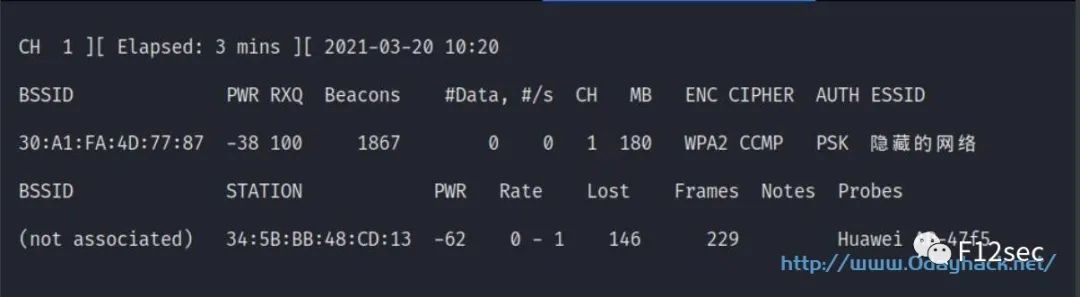 CH  1 ][ Elapsed: 3 mins ][ 2021-03-20 10:20
BSSID              PWR RXQ  Beacons    #Data, #/s  CH   MB   ENC CIPHER  AUTH ESSID
30:A1:FA:4D:77:87  -38 100     1867        0    0   1  180   WPA2 CCMP   PSK  隐藏的网络
BSSID              STATION            PWR   Rate    Lost    Frames  Notes  Probes
(not associated)   34:5B:BB:48:CD:13  -62    0 - 1    146      229         Huawei -47f5
F12sec
http://www.0dayhack.net/